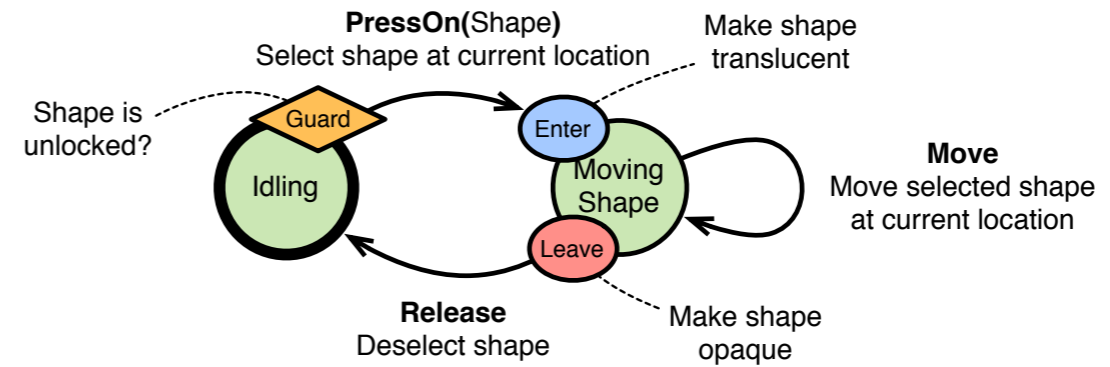 PressOn(Shape)
Select shape at current location
Make shape
translucent
Shape is
unlocked?
Guard
Enter
Idling
Moving
Shape
Move
Move selected shape
at current location
Leave
Release
Deselect shape
Make shape
opaque